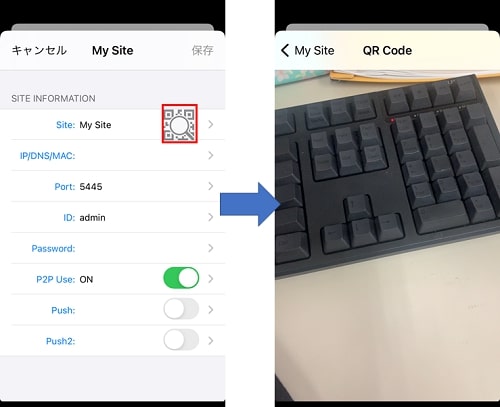 キャンセル My Site 保存
SITE INFORMATION
Site: My Site
IP/DNS/MAC:
Port: 5445
ID: admin
Password:
P2P Use: ON
Push:
Push2:
My Site QR Code